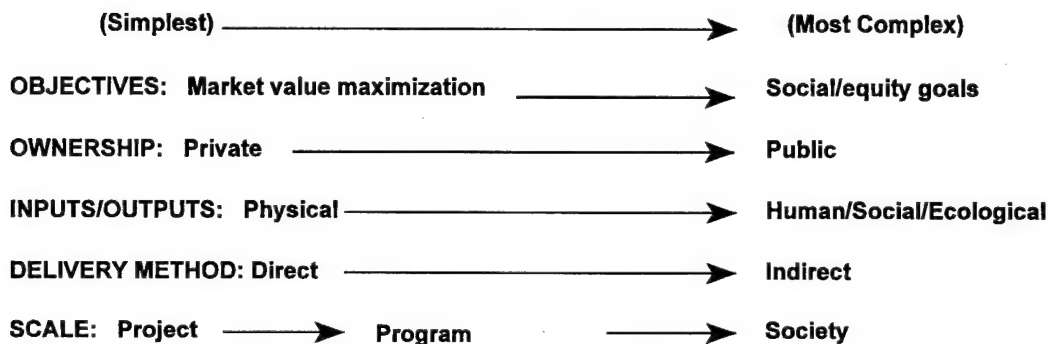 (Simplest) (Most Complex)
OBJECTIVES: Market value maximization Social/equity goals
OWNERSHIP: Private Public
INPUTS/OUTPUTS: Physical Human/Social/Ecological
DELIVERY METHOD: Direct Indirect
SCALE: Project Program Society